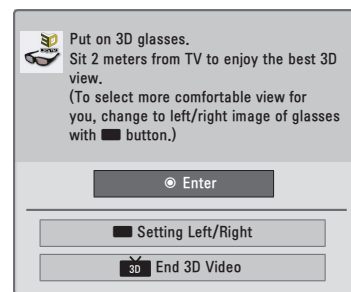 3D
Put on 3D glasses.
Sit 2 meters from TV to enjoy the best 3D
view.
(To select more comfortable view for
you, change to left/right image of glasses
with button.)
Enter
Setting Left/Right
3D End 3D Video